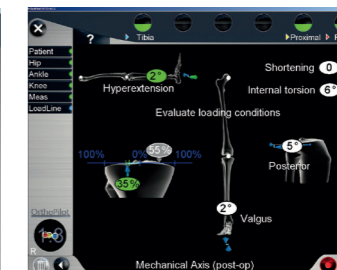 Tibia
Proximal
?
Patient
Hip
Ankle
Knee
Meas
LoadLine
2°
Hyperextension
Shortening 0
Internal torsion 6°
Evaluate loading conditions
100% 0% 55% 100%
35%
5°
Posterior
OrthoPilot
2°
Valgus
R
Mechanical Axis (post-op)